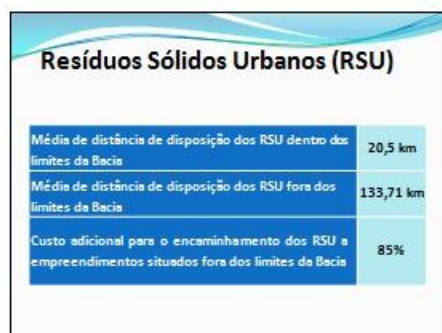 Resíduos Sólidos Urbanos (RSU)
Média de distância de disposição dos RSU dentro dos
limites da Bacia
20,5 km
Média de distância de disposição dos RSU fora dos
limites da Bacia
133,71 km
Custo adicional para o encaminhamento dos RSU a
empreendimentos situados fora dos limites da Bacia
85%